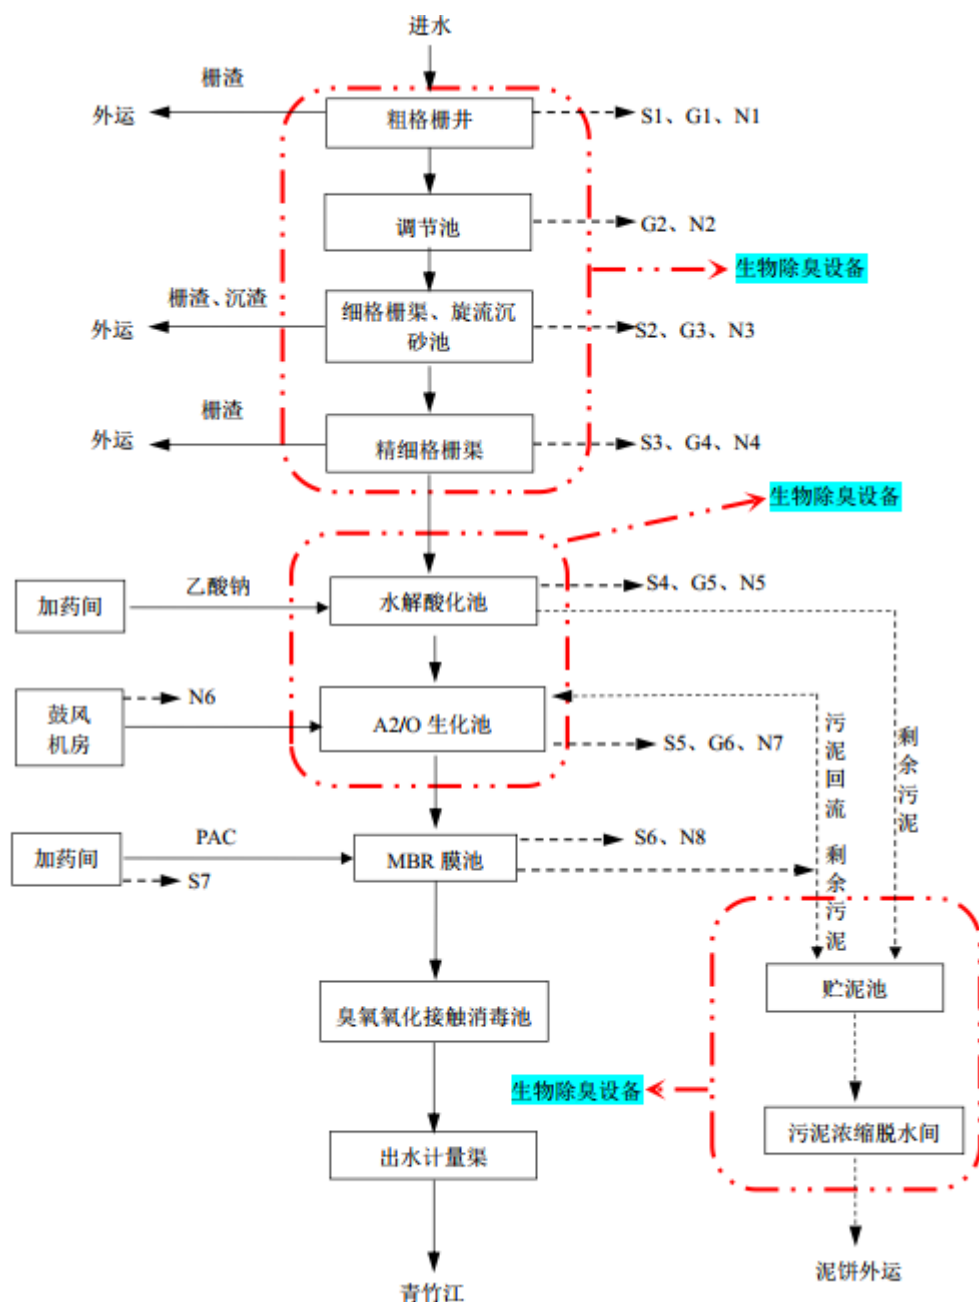 进水
栅渣
外运
粗格栅井
S1、G1、N1
调节池
G2、N2
生物除臭设备
栅渣、沉渣
外运
细格栅渠、旋流沉
砂池
S2、G3、N3
栅渣
外运
精细格栅渠
S3、G4、N4
生物除臭设备
加药间
乙酸钠
水解酸化池
S4、G5、N5
鼓风
机房
N6
A2/O 生化池
S5、G6、N7
污泥回流
剩余污泥
加药间
PAC
S7
MBR 膜池
S6、N8
剩余污泥
贮泥池
臭氧氧化接触消毒池
生物除臭设备
污泥浓缩脱水间
出水计量渠
泥饼外运
青竹江